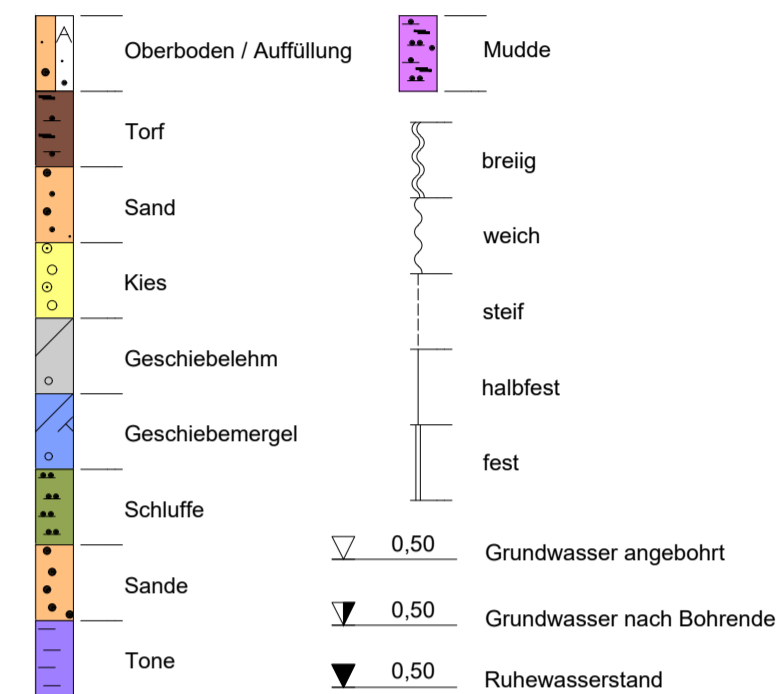 Oberboden / Auffüllung
Torf
Sand
Kies
Geschiebelehm
Geschiebemergel
Schluffe
Sande
Tone
Mudde
breiig
weich
steif
halbfest
fest
0,50 Grundwasser angebohrt
0,50 Grundwasser nach Bohrende
0,50 Ruhewasserstand